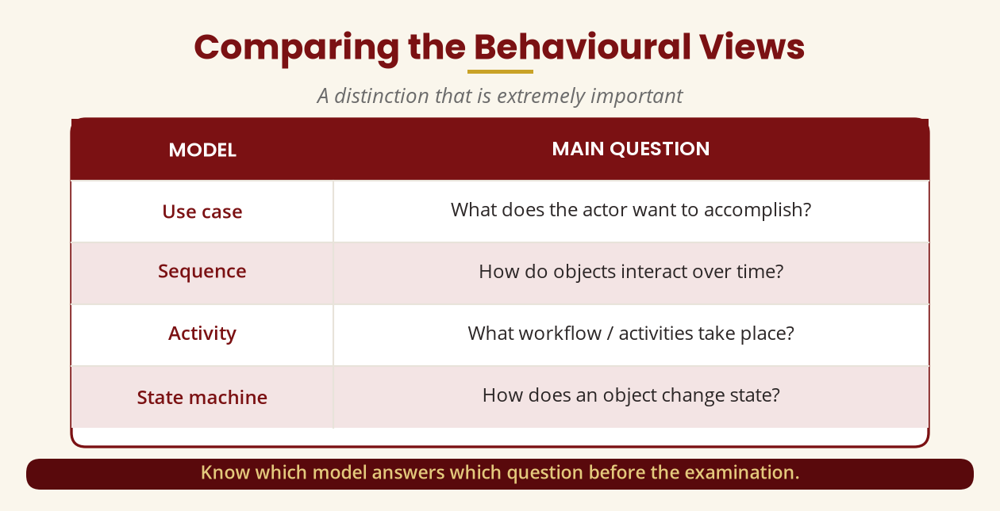 Comparing the Behavioural Views
A distinction that is extremely important
MODEL MAIN QUESTION
Use case What does the actor want to accomplish?
Sequence How do objects interact over time?
Activity What workflow / activities take place?
State machine How does an object change state?
Know which model answers which question before the examination.